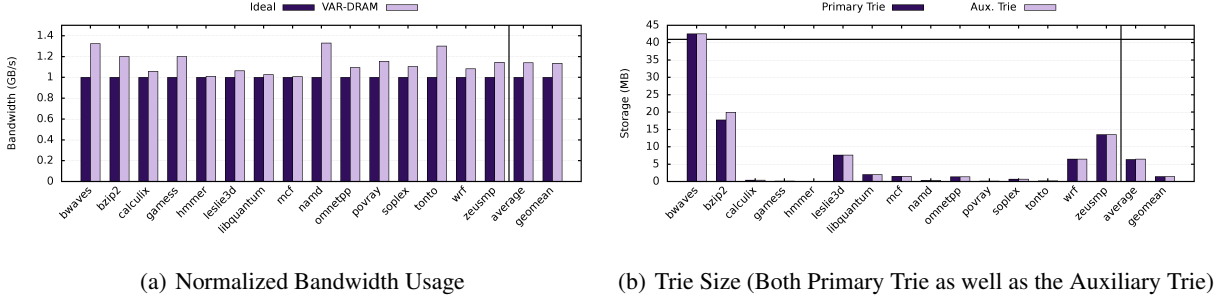 Ideal VAR-DRAM
Bandwidth (GB/s)
1.4
1.2
1
0.8
0.6
0.4
0.2
0
bwaves bzip2 calculix gamess hmmer leslie3d libquantum mcf namd omnetpp povray soplex tonto wrf zeusmp average geomean
(a) Normalized Bandwidth Usage
Primary Trie Aux. Trie
Storage (MB)
45
40
35
30
25
20
15
10
5
0
bwaves bzip2 calculix gamess hmmer leslie3d libquantum mcf namd omnetpp povray soplex tonto wrf zeusmp average geomean
(b) Trie Size (Both Primary Trie as well as the Auxiliary Trie)